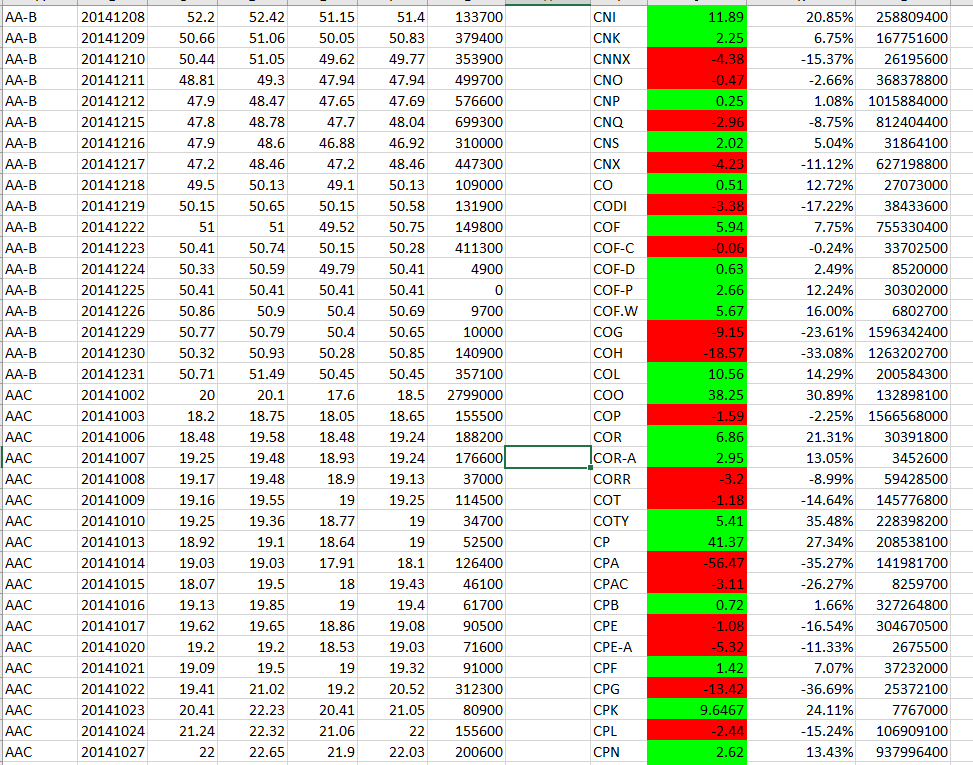 AA-B 20141208 52.2 52.42 51.15 51.4 133700 CNI 11.89 20.85% 258809400
AA-B 20141209 50.66 51.06 50.05 50.83 379400 CNK 2.25 6.75% 167751600
AA-B 20141210 50.44 51.05 49.62 49.77 353900 CNNX -4.38 -15.37% 26195600
AA-B 20141211 48.81 49.3 47.94 47.94 499700 CNO -0.47 -2.66% 368378800
AA-B 20141212 47.9 48.47 47.65 47.69 576600 CNP 0.25 1.08% 1015884000
AA-B 20141215 47.8 48.78 47.7 48.04 699300 CNQ -2.96 -8.75% 812404400
AA-B 20141216 47.9 48.6 46.88 46.92 310000 CNS 2.02 5.04% 31864100
AA-B 20141217 47.2 48.46 47.2 48.46 447300 CNX -4.23 -11.12% 627198800
AA-B 20141218 49.5 50.13 49.1 50.13 109000 CO 0.51 12.72% 27073000
AA-B 20141219 50.15 50.65 50.15 50.58 131900 CODI -3.38 -17.22% 38433600
AA-B 20141222 51 51 49.52 50.75 149800 COF 5.94 7.75% 755330400
AA-B 20141223 50.41 50.74 50.15 50.28 411300 COF-C -0.06 -0.24% 33702500
AA-B 20141224 50.33 50.59 49.79 50.41 4900 COF-D 0.63 2.49% 8520000
AA-B 20141225 50.41 50.41 50.41 50.41 0 COF-P 2.66 12.24% 30302000
AA-B 20141226 50.86 50.9 50.4 50.69 9700 COF.W 5.67 16.00% 6802700
AA-B 20141229 50.77 50.79 50.4 50.65 10000 COG -9.15 -23.61% 1596342400
AA-B 20141230 50.32 50.93 50.28 50.85 140900 COH -18.57 -33.08% 1263202700
AA-B 20141231 50.71 51.49 50.45 50.45 357100 COL 10.56 14.29% 200584300
AAC 20141002 20 20.1 17.6 18.5 2799000 COO 38.25 30.89% 132898100
AAC 20141003 18.2 18.75 18.05 18.65 155500 COP -1.59 -2.25% 1566568000
AAC 20141006 18.48 19.58 18.48 19.24 188200 COR 6.86 21.31% 30391800
AAC 20141007 19.25 19.48 18.93 19.24 176600 COR-A 2.95 13.05% 3452600
AAC 20141008 19.17 19.48 18.9 19.13 37000 CORR -3.2 -8.99% 59428500
AAC 20141009 19.16 19.55 19 19.25 114500 COT -1.18 -14.64% 145776800
AAC 20141010 19.25 19.36 18.77 19 34700 COTY 5.41 35.48% 228398200
AAC 20141013 18.92 19.1 18.64 19 52500 CP 41.37 27.34% 208538100
AAC 20141014 19.03 19.03 17.91 18.1 126400 CPA -56.47 -35.27% 141981700
AAC 20141015 18.07 19.5 18 19.43 46100 CPAC -3.11 -26.27% 8259700
AAC 20141016 19.13 19.85 19 19.4 61700 CPB 0.72 1.66% 327264800
AAC 20141017 19.62 19.65 18.86 19.08 90500 CPE -1.08 -16.54% 304670500
AAC 20141020 19.2 19.2 18.53 19.03 71600 CPE-A -5.32 -11.33% 2675500
AAC 20141021 19.09 19.5 19 19.32 91000 CPF 1.42 7.07% 37232000
AAC 20141022 19.41 21.02 19.2 20.52 312300 CPG -13.42 -36.69% 25372100
AAC 20141023 20.41 22.23 20.41 21.05 80900 CPK 9.6467 24.11% 7767000
AAC 20141024 21.24 22.32 21.06 22 155600 CPL -2.44 -15.24% 106909100
AAC 20141027 22 22.65 21.9 22.03 200600 CPN 2.62 13.43% 937996400